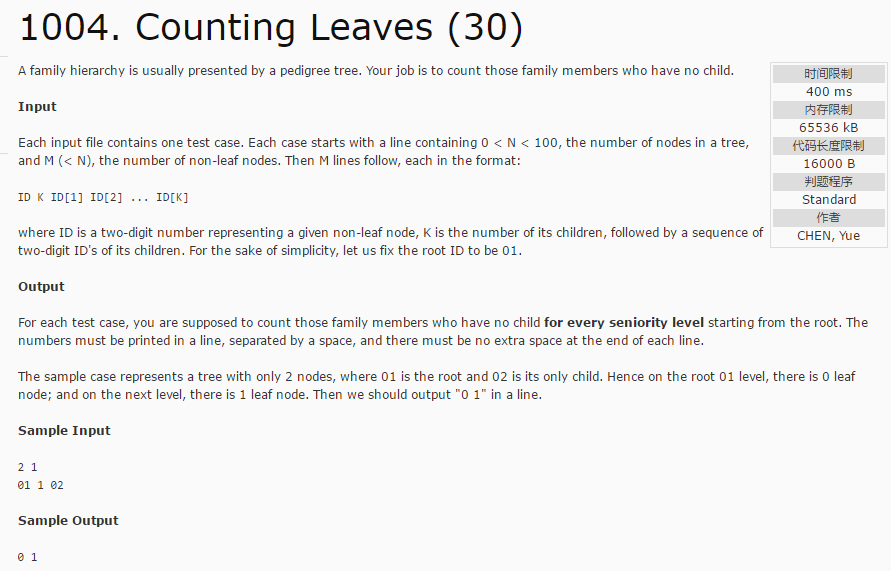 1004. Counting Leaves (30)
A family hierarchy is usually presented by a pedigree tree. Your job is to count those family members who have no child.
Input
Each input file contains one test case. Each case starts with a line containing 0 < N < 100, the number of nodes in a tree,
and M (< N), the number of non-leaf nodes. Then M lines follow, each in the format:
ID K ID[1] ID[2] ... ID[K]
where ID is a two-digit number representing a given non-leaf node, K is the number of its children, followed by a sequence of
two-digit ID's of its children. For the sake of simplicity, let us fix the root ID to be 01.
时间限制
400 ms
内存限制
65536 kB
代码长度限制
16000 B
判题程序
Standard
作者
CHEN, Yue
Output
For each test case, you are supposed to count those family members who have no child for every seniority level starting from the root. The
numbers must be printed in a line, separated by a space, and there must be no extra space at the end of each line.
The sample case represents a tree with only 2 nodes, where 01 is the root and 02 is its only child. Hence on the root 01 level, there is 0 leaf
node; and on the next level, there is 1 leaf node. Then we should output "0 1" in a line.
Sample Input
2 1
01 1 02
Sample Output
0 1